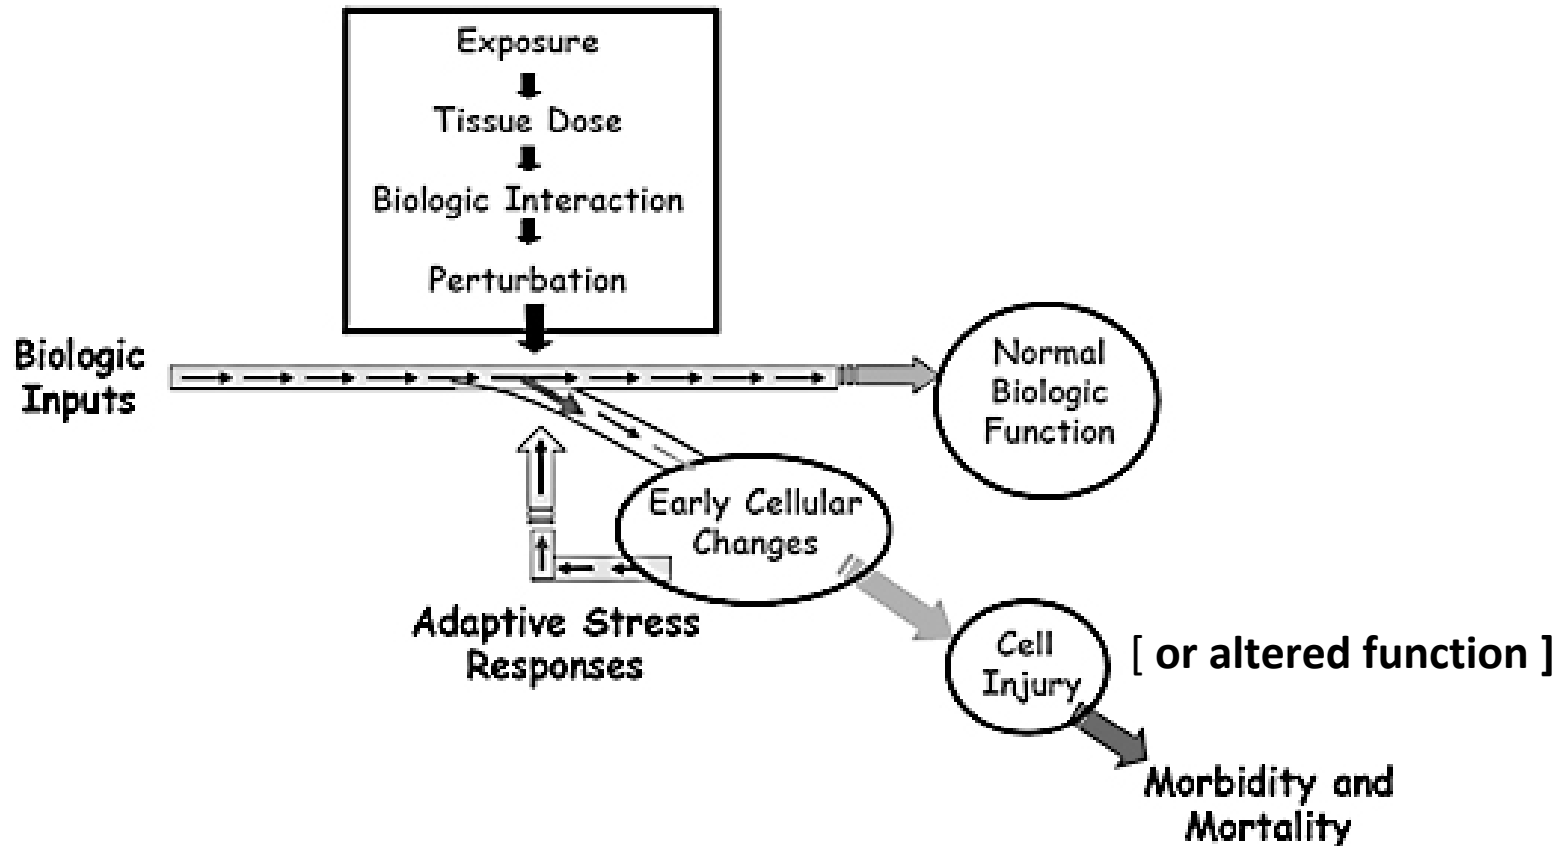 Exposure
Tissue Dose
Biologic Interaction
Perturbation
Biologic
Inputs
Normal
Biologic
Function
Early Cellular
Changes
Adaptive Stress
Responses
Cell
Injury
[ or altered function ]
Morbidity and
Mortality